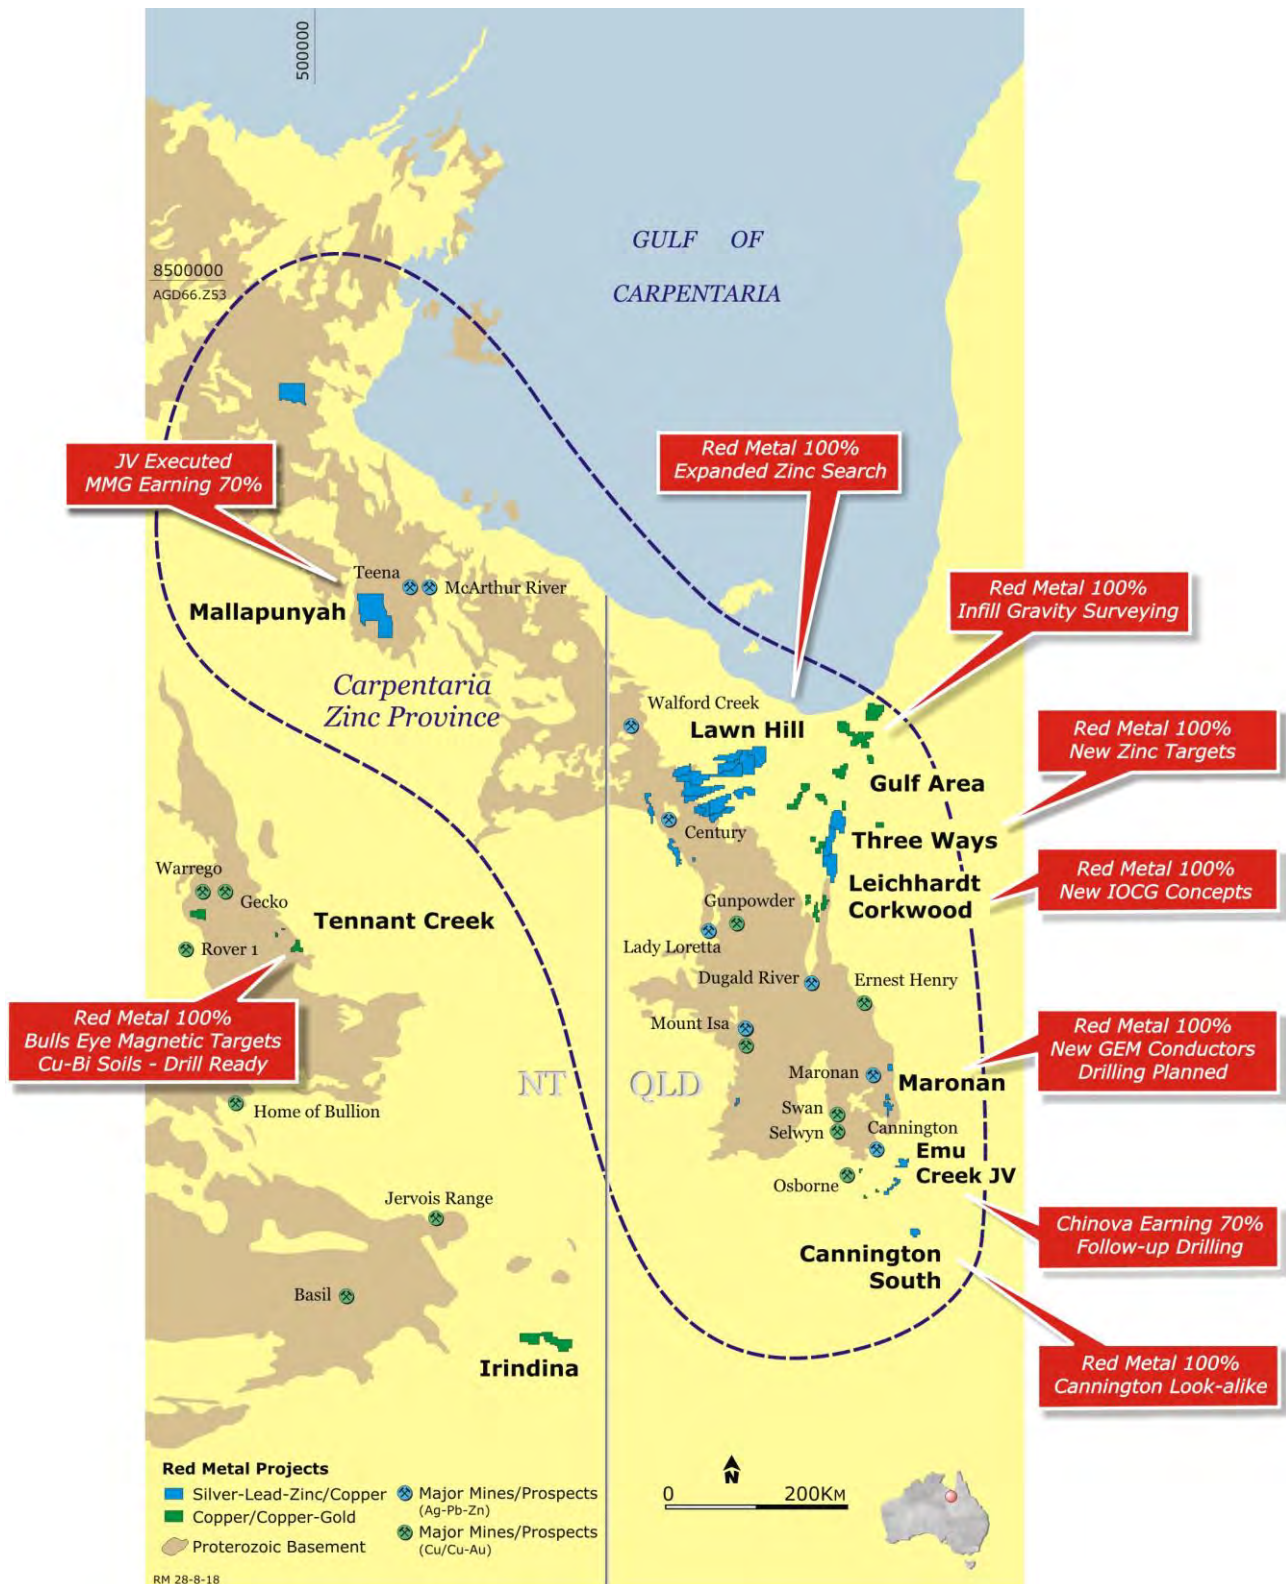 500000
GULF OF
CARPENTARIA
8500000
AGD66.Z53
JV Executed
MMG Earning 70%
Red Metal 100%
Expanded Zinc Search
Teena
McArthur River
Mallapunyah
Red Metal 100%
Infill Gravity Surveying
Carpentaria
Zinc Province
Walford Creek
Lawn Hill
Red Metal 100%
New Zinc Targets
Gulf Area
Century
Three Ways
Warrego
Gecko
Leichhardt
Corkwood
Red Metal 100%
New IOCG Concepts
Gunpowder
Tennant Creek
Lady Loretta
Rover 1
Dugald River
Ernest Henry
Red Metal 100%
Bulls Eye Magnetic Targets
Cu-Bi Soils - Drill Ready
Mount Isa
Red Metal 100%
New GEM Conductors
Drilling Planned
NT
QLD
Maronan
Maronan
Home of Bullion
Swan
Selwyn
Cannington
Emu
Creek JV
Osborne
Jervois Range
Chinova Earning 70%
Follow-up Drilling
Cannington
South
Basil
Irindina
Red Metal 100%
Cannington Look-alike
Red Metal Projects
Silver-Lead-Zinc/Copper
Copper/Copper-Gold
Proterozoic Basement
Major Mines/Prospects
(Ag-Pb-Zn)
Major Mines/Prospects
(Cu/Cu-Au)
N
0 200KM
RM 28-8-18